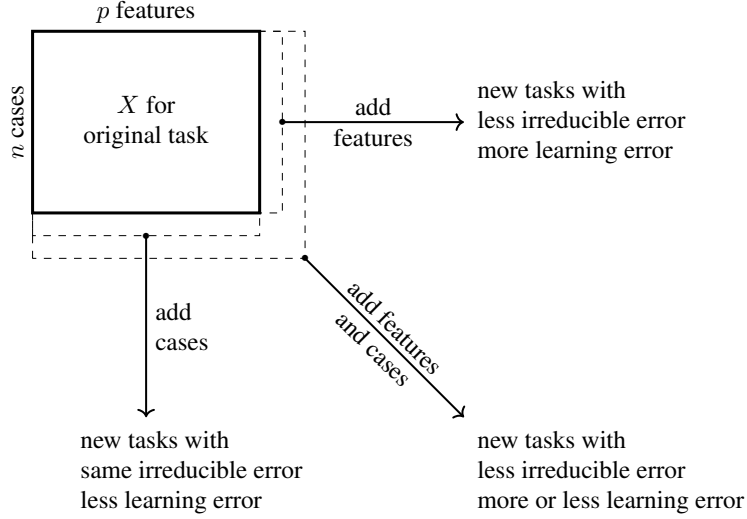 p features
n cases
X for
original task
add
features
new tasks with
less irreducible error
more learning error
add
cases
add features
and cases
new tasks with
same irreducible error
less learning error
new tasks with
less irreducible error
more or less learning error